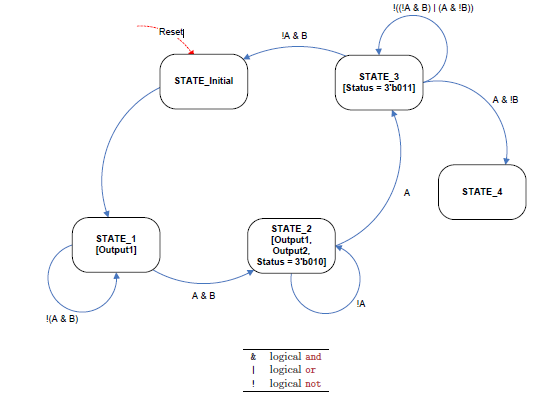 !((!A & B) | (A & !B))
Reset
!A & B
STATE_Initial
STATE_3
[Status = 3'b011]
A & !B
STATE_4
A
STATE_1
[Output1]
STATE_2
[Output1,
Output2,
Status = 3'b010]
A & B
!A
!(A & B)
& logical and
| logical or
! logical not